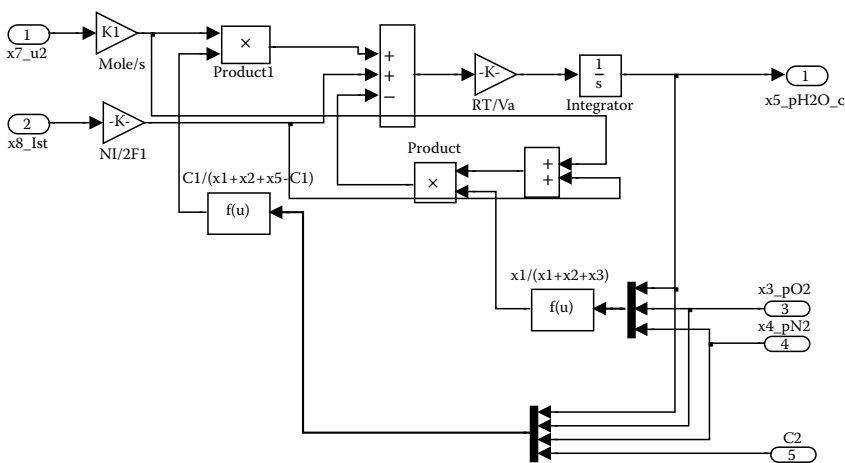 1
x7_u2
K1
Mole/s
×
Product1
+
+
−
-K-
RT/Va
1
s
Integrator
1
x5_pH2O_c
2
x8_Ist
-K-
NI/2F1
Product
×
+
+
C1/(x1+x2+x5-C1)
f(u)
x1/(x1+x2+x3)
f(u)
x3_pO2
3
x4_pN2
4
C2
5